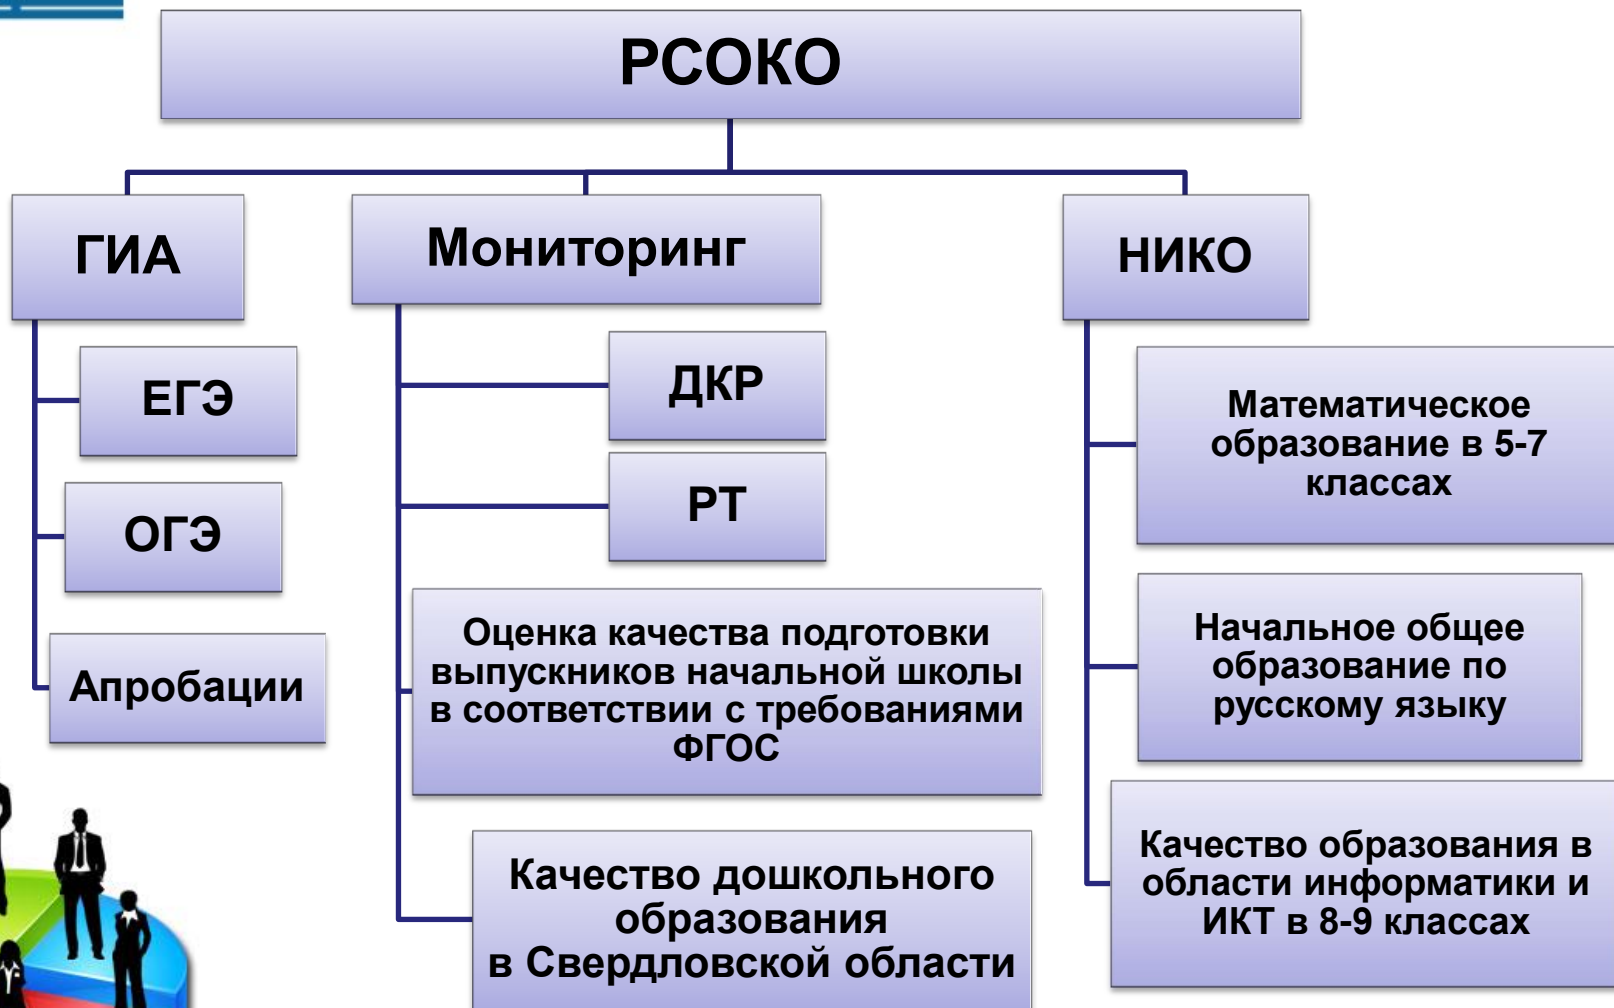 РСОКО
ГИА
Мониторинг
НИКО
ЕГЭ
ОГЭ
Апробации
ДКР
РТ
Оценка качества подготовки
выпускников начальной школы
в соответствии с требованиями
ФГОС
Качество дошкольного
образования
в Свердловской области
Математическое
образование в 5-7
классах
Начальное общее
образование по
русскому языку
Качество образования в
области информатики и
ИКТ в 8-9 классах